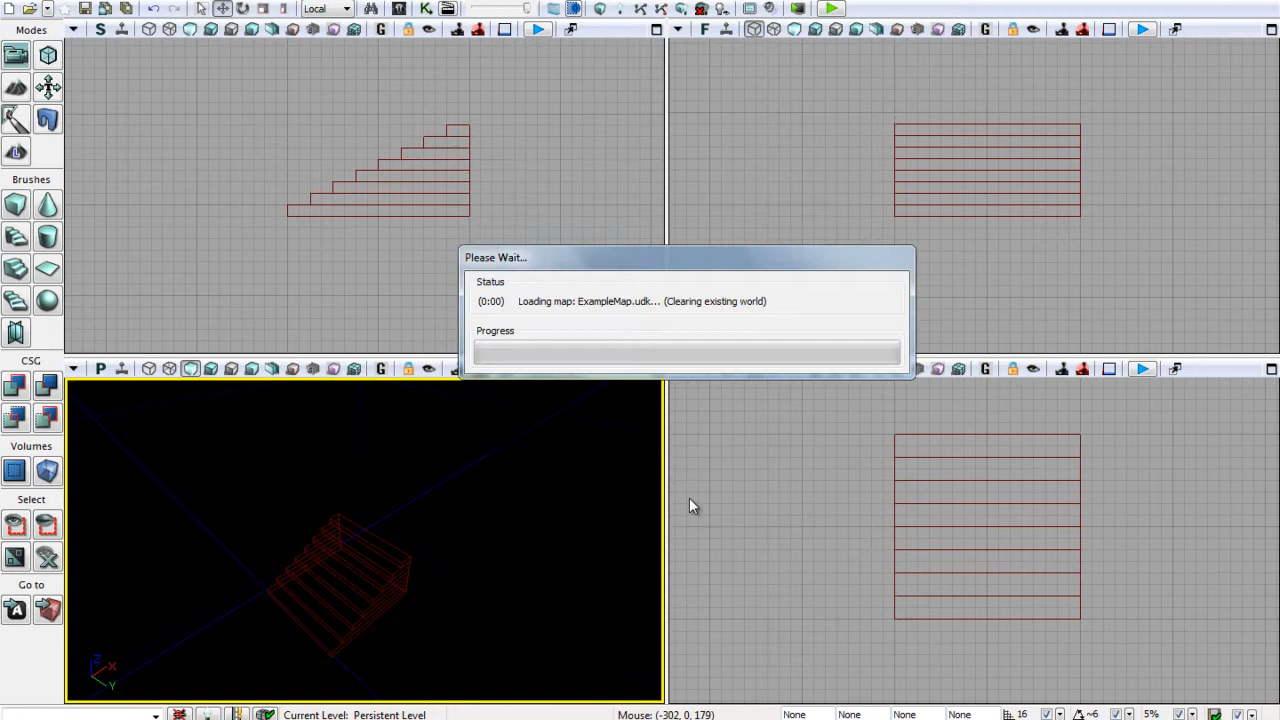 Local
Modes
S
G
F
G
Brushes
Please Wait...
Status
(0:00) Loading map: ExampleMap.udk... (Clearing existing world)
Progress
CSG
P
G
G
Volumes
Select
Go to
Z
X
Y
Current Level: Persistent Level
Mouse: (-302, 0, 179)
None
None
None
None
16
~6
5%